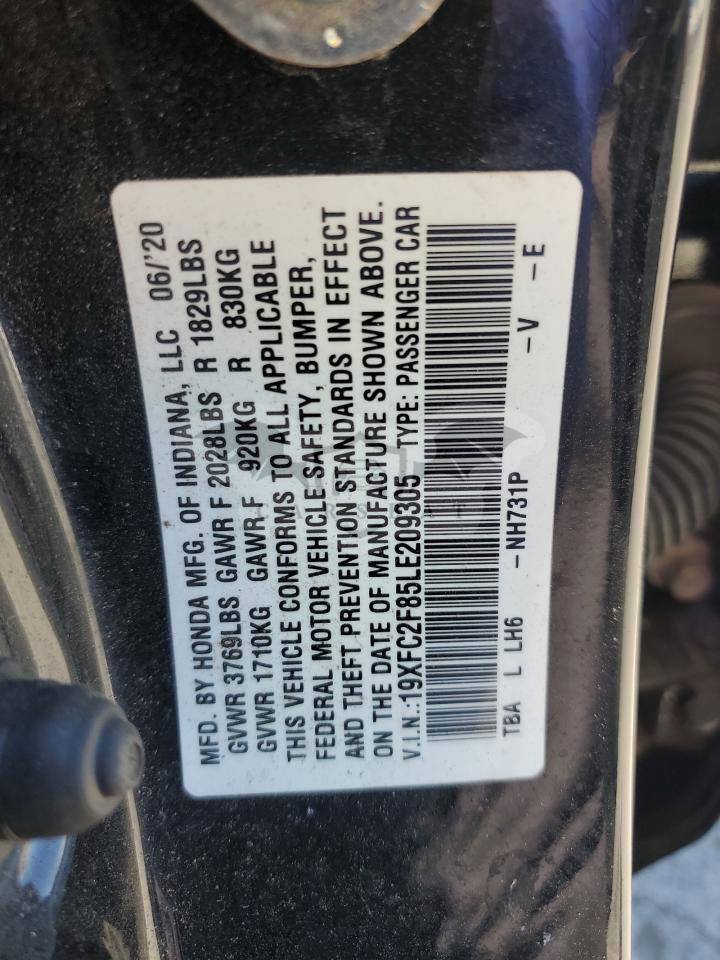 MFD. BY HONDA MFG. OF INDIANA, LLC 06/'20
GVWR 3769LBS GAWR F 2028LBS R 1829LBS
GVWR 1710KG GAWR F 920KG R 830KG
THIS VEHICLE CONFORMS TO ALL APPLICABLE
FEDERAL MOTOR VEHICLE SAFETY, BUMPER,
AND THEFT PREVENTION STANDARDS IN EFFECT
ON THE DATE OF MANUFACTURE SHOWN ABOVE.
V.I.N.:19XFC2F85LE209305 TYPE: PASSENGER CAR
TBA L LH6 -NH731P -V -E